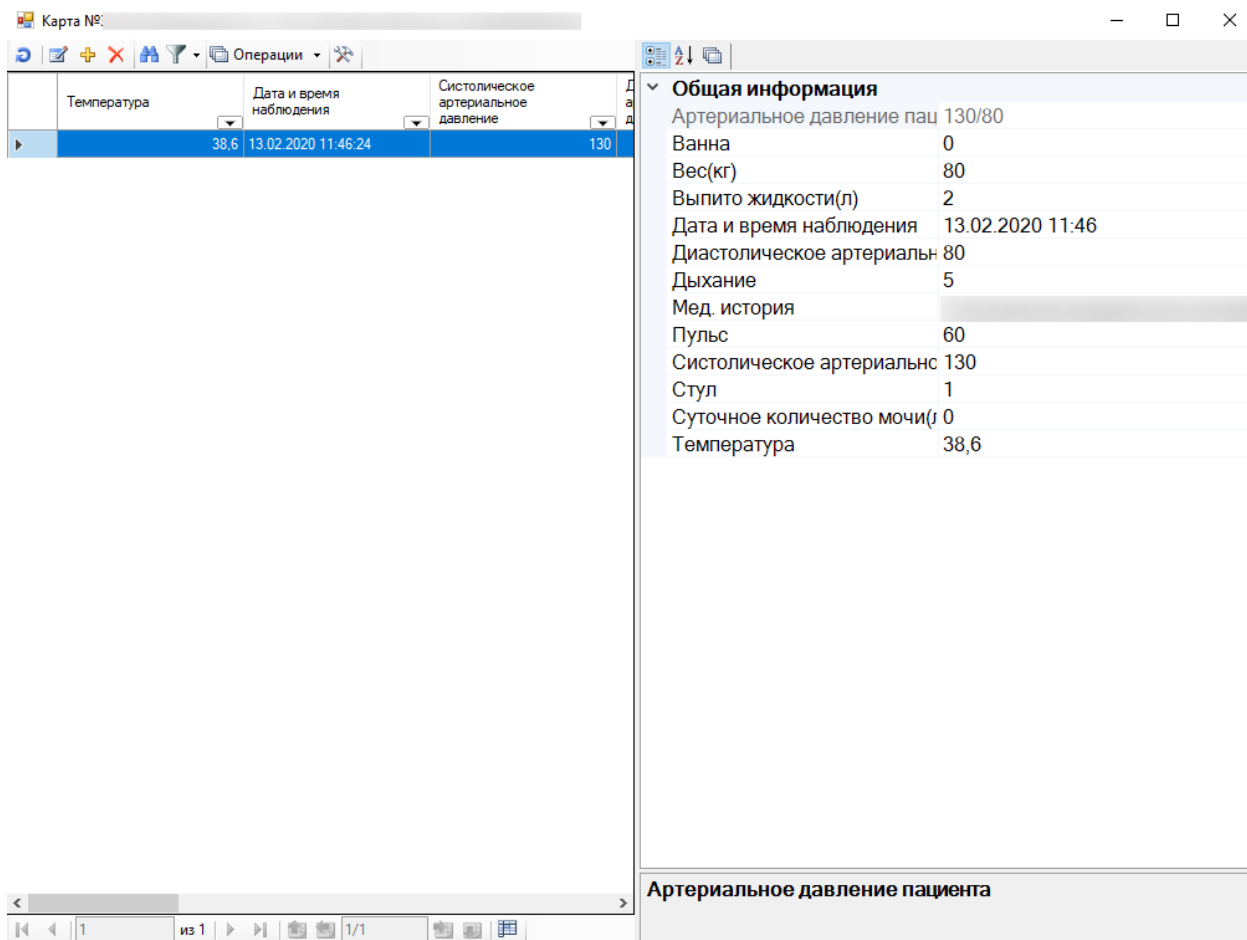 Карта №
Операции
Температура
Дата и время
наблюдения
Систолическое
артериальное
давление
38,6 13.02.2020 11:46:24 130
Общая информация
Артериальное давление пац 130/80
Ванна 0
Вес(кг) 80
Выпито жидкости(л) 2
Дата и время наблюдения 13.02.2020 11:46
Диастолическое артериальн 80
Дыхание 5
Мед. история
Пульс 60
Систолическое артериально 130
Стул 1
Суточное количество мочи( 0
Температура 38,6
Артериальное давление пациента
1 из 1 1/1